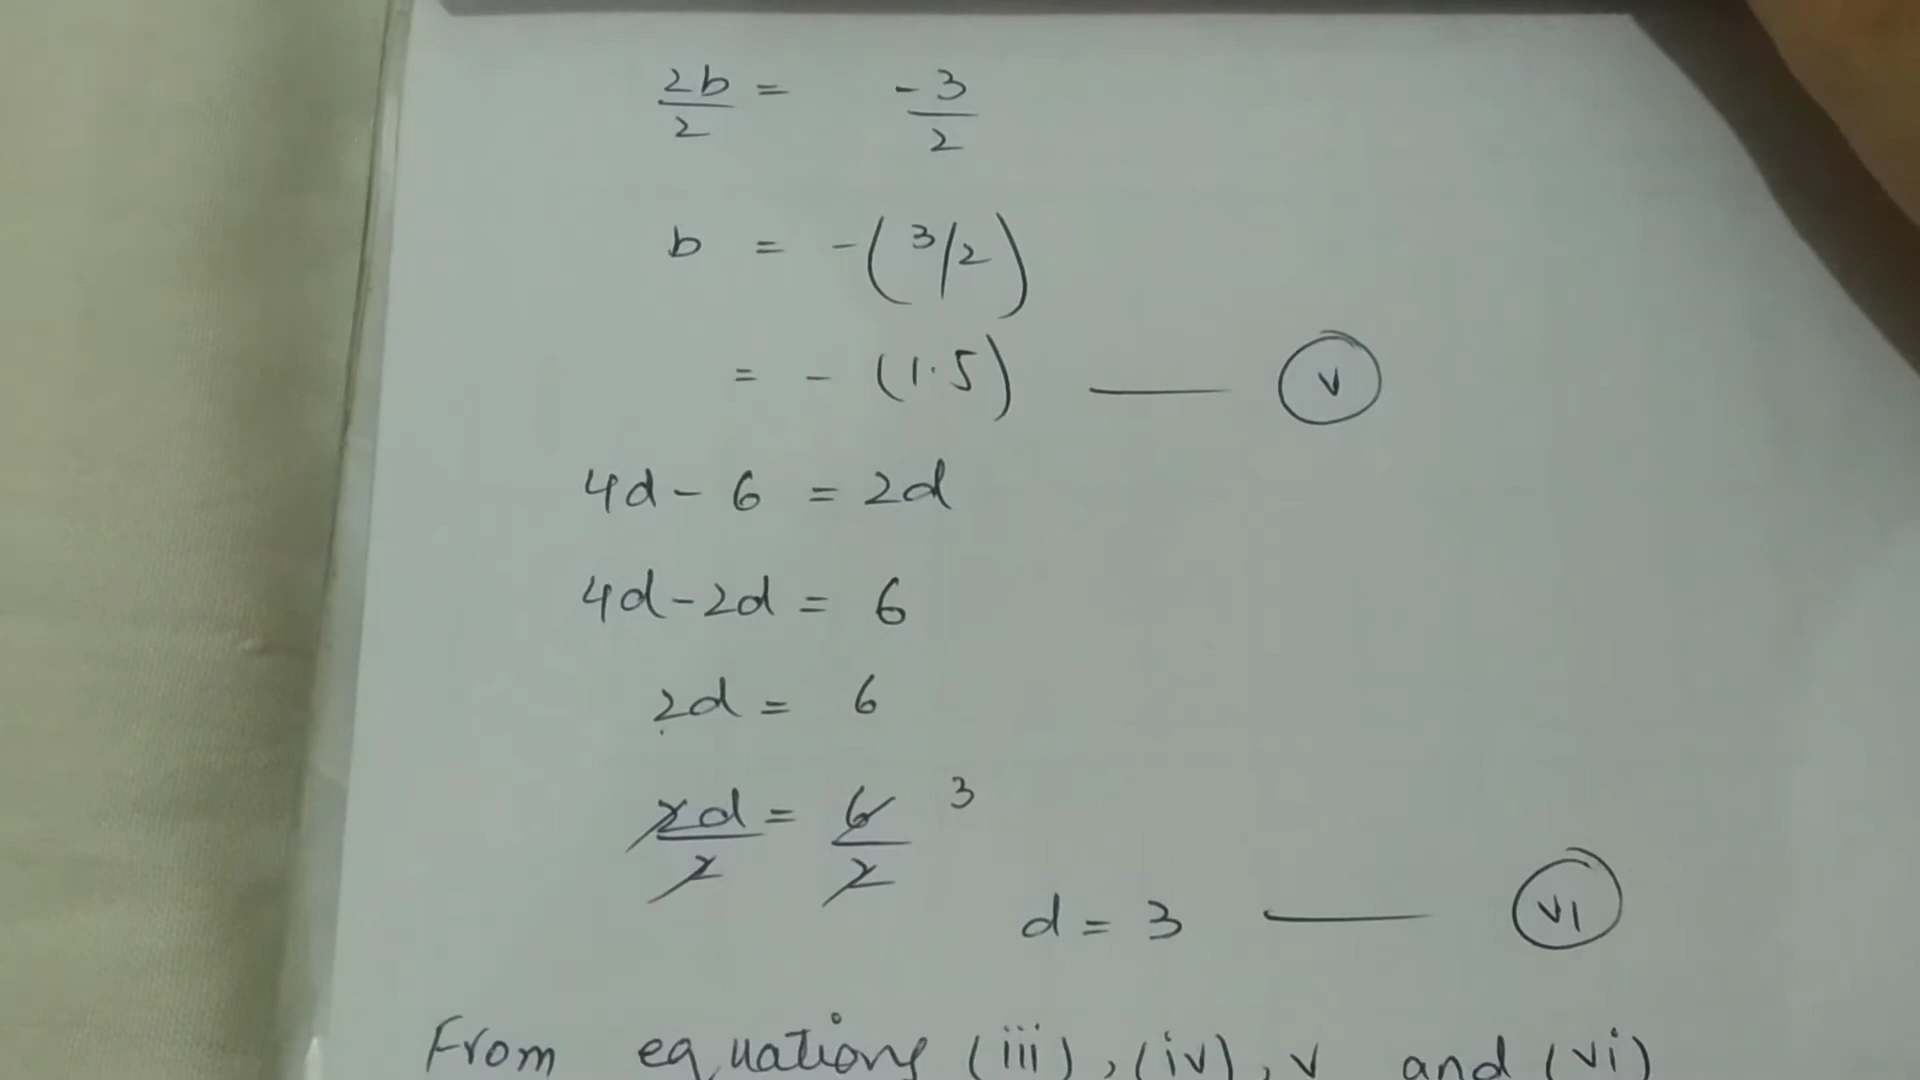 2b/2 = -3/2
b = -(3/2)
= - (1.5) —— (v)
4d - 6 = 2d
4d - 2d = 6
2d = 6
2d/2 = 6/2 3
d = 3 —— (vi)
From equations (iii), (iv), v and (vi)